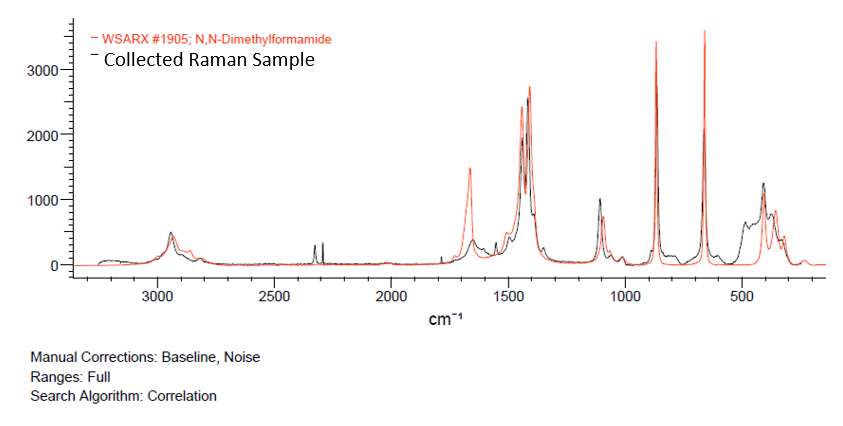 — WSARX #1905; N,N-Dimethylformamide
— Collected Raman Sample
3000
2000
1000
0
3000 2500 2000 1500 1000 500
cm⁻¹
Manual Corrections: Baseline, Noise
Ranges: Full
Search Algorithm: Correlation